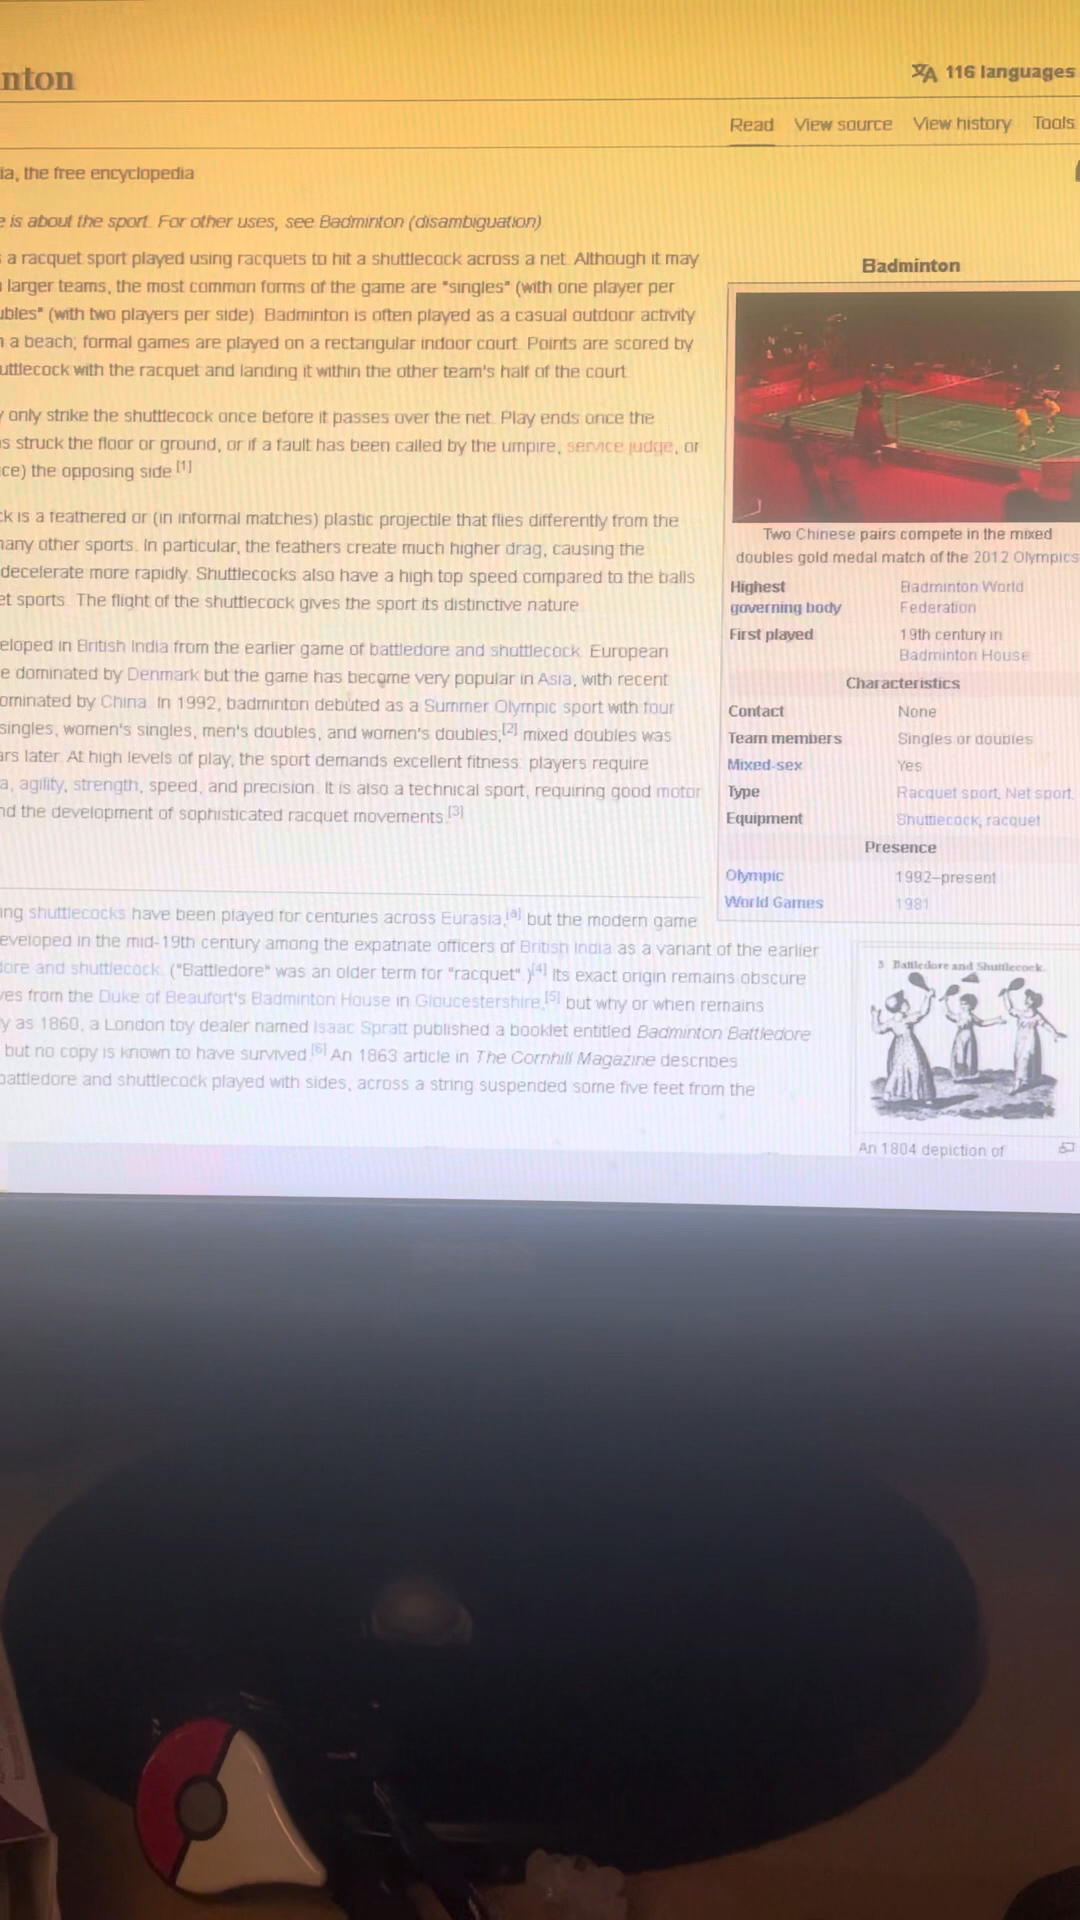 nton
116 languages
Read View source View history Tools
ia, the free encyclopedia
e is about the sport. For other uses, see Badminton (disambiguation)
s a racquet sport played using racquets to hit a shuttlecock across a net. Although it may
larger teams, the most common forms of the game are "singles" (with one player per
ubles" (with two players per side). Badminton is often played as a casual outdoor activity
n a beach; formal games are played on a rectangular indoor court. Points are scored by
uttlecock with the racquet and landing it within the other team's half of the court.
y only strike the shuttlecock once before it passes over the net. Play ends once the
as struck the floor or ground, or if a fault has been called by the umpire, service judge, or
ce) the opposing side.[1]
ck is a feathered or (in informal matches) plastic projectile that flies differently from the
many other sports. In particular, the feathers create much higher drag, causing the
decelerate more rapidly. Shuttlecocks also have a high top speed compared to the balls
et sports. The flight of the shuttlecock gives the sport its distinctive nature.
eloped in British India from the earlier game of battledore and shuttlecock. European
e dominated by Denmark but the game has become very popular in Asia, with recent
ominated by China. In 1992, badminton debuted as a Summer Olympic sport with four
singles, women's singles, men's doubles, and women's doubles;[2] mixed doubles was
ars later. At high levels of play, the sport demands excellent fitness: players require
a, agility, strength, speed, and precision. It is also a technical sport, requiring good motor
nd the development of sophisticated racquet movements.[3]
Badminton
Two Chinese pairs compete in the mixed
doubles gold medal match of the 2012 Olympics
Highest governing body Badminton World Federation
First played 19th century in Badminton House
Characteristics
Contact None
Team members Singles or doubles
Mixed-sex Yes
Type Racquet sport, Net sport
Equipment Shuttlecock, racquet
Presence
Olympic 1992–present
World Games 1981
ing shuttlecocks have been played for centuries across Eurasia,[a] but the modern game
eveloped in the mid-19th century among the expatriate officers of British India as a variant of the earlier
dore and shuttlecock. ("Battledore" was an older term for "racquet".)[4] Its exact origin remains obscure.
ves from the Duke of Beaufort's Badminton House in Gloucestershire,[5] but why or when remains
y as 1860, a London toy dealer named Isaac Spratt published a booklet entitled Badminton Battledore
but no copy is known to have survived.[6] An 1863 article in The Cornhill Magazine describes
battledore and shuttlecock played with sides, across a string suspended some five feet from the
5 Battledore and Shuttlecock.
An 1804 depiction of